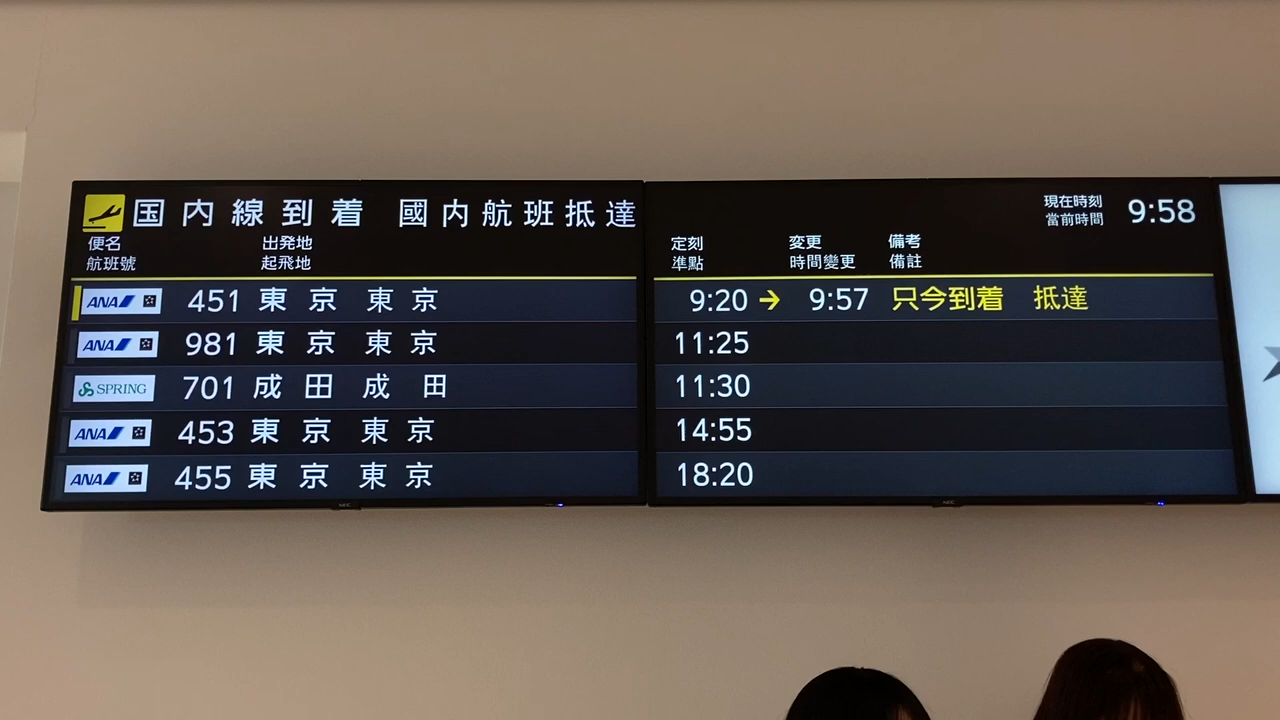 国内線到着 國内航班抵達
現在時刻
當前時間 9:58
便名 出発地 定刻 変更 備考
航班號 起飛地 準點 時間變更 備註
ANA 451 東京 東京 9:20 → 9:57 只今到着 抵達
ANA 981 東京 東京 11:25
SPRING 701 成田 成田 11:30
ANA 453 東京 東京 14:55
ANA 455 東京 東京 18:20
NEC NEC